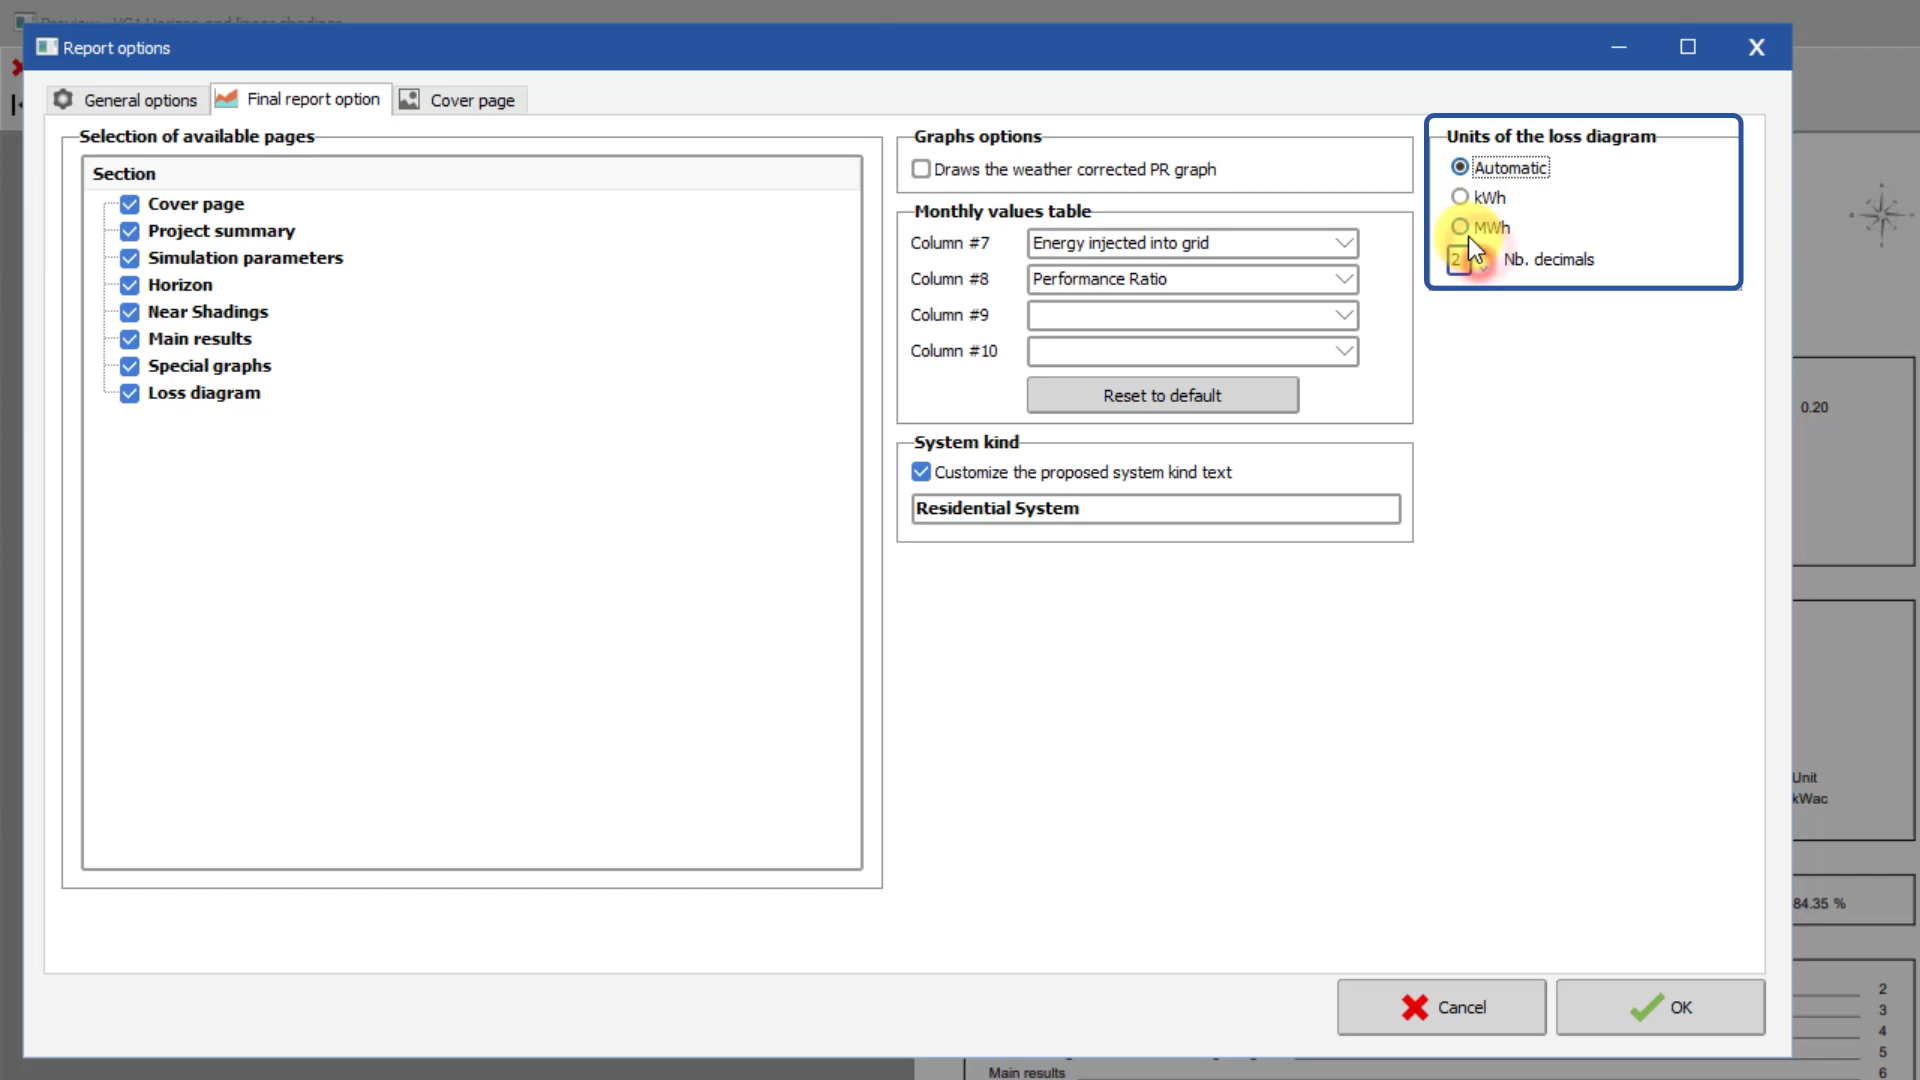 Report options
General options
Final report option
Cover page
Selection of available pages
Section
Cover page
Project summary
Simulation parameters
Horizon
Near Shadings
Main results
Special graphs
Loss diagram
Graphs options
Draws the weather corrected PR graph
Monthly values table
Column #7
Energy injected into grid
Column #8
Performance Ratio
Column #9
Column #10
Reset to default
System kind
Customize the proposed system kind text
Residential System
Units of the loss diagram
Automatic
kWh
MWh
2
Nb. decimals
0.20
Unit
kWac
84.35 %
2
3
4
5
Main results
6
Cancel
OK